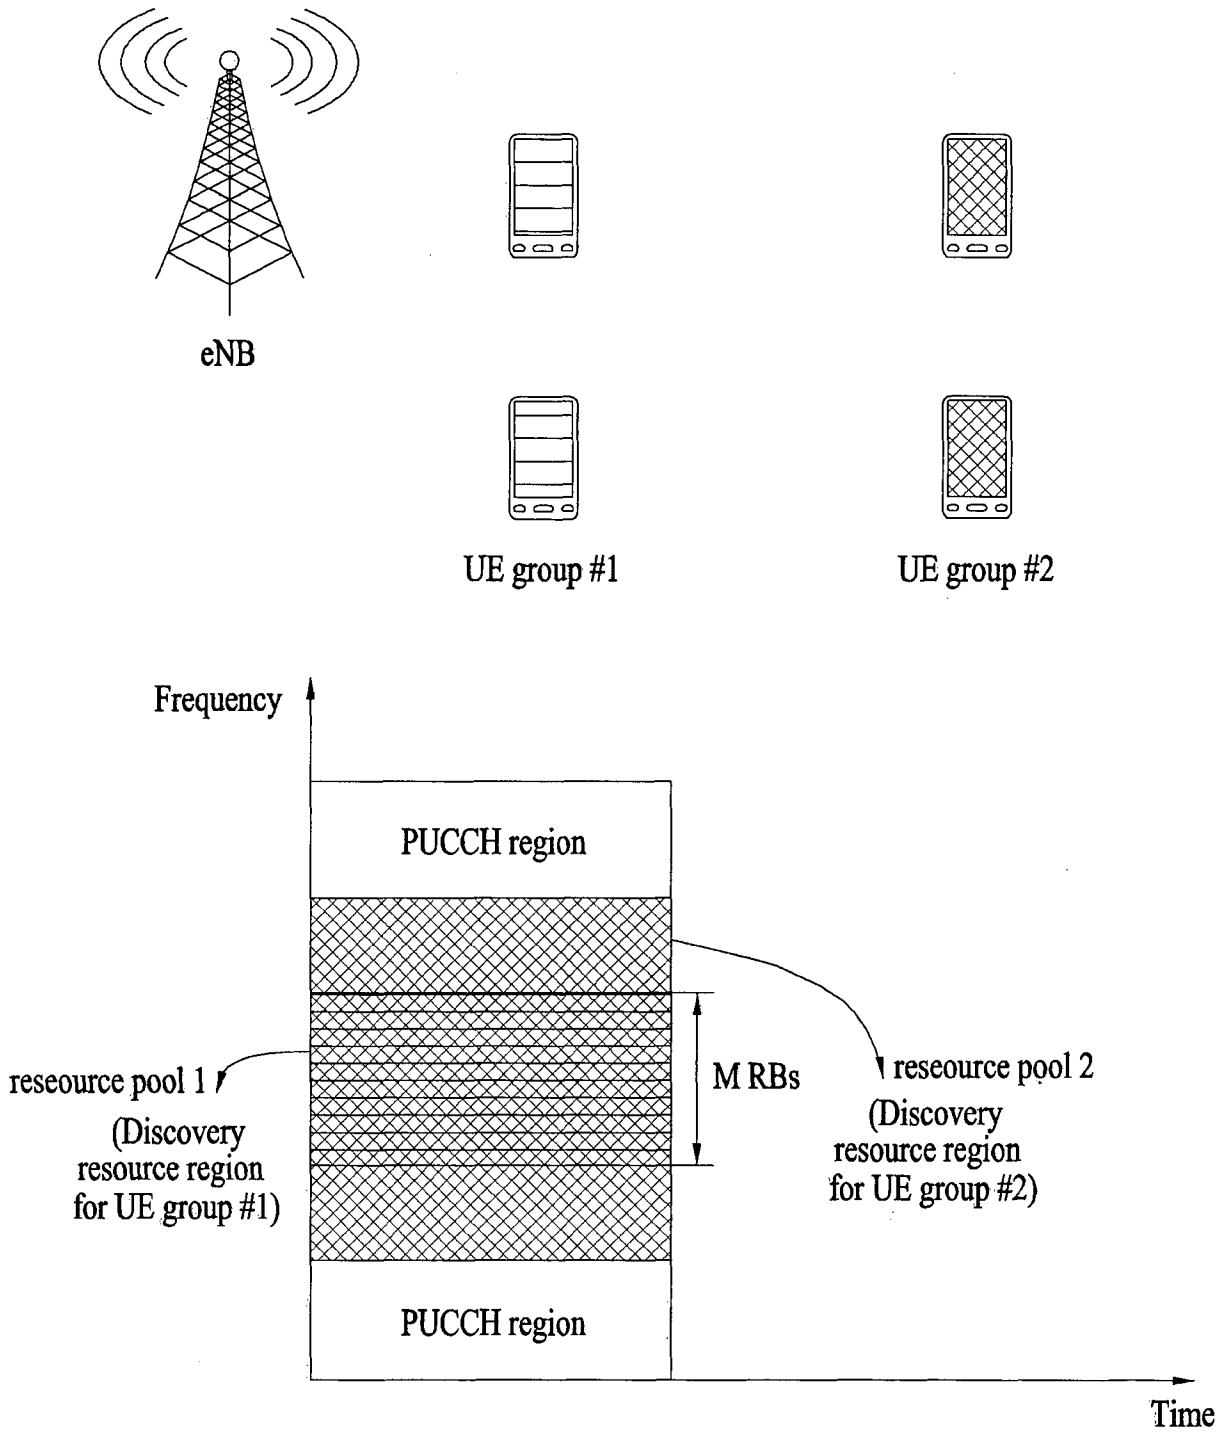 eNB
UE group #1
UE group #2
Frequency
PUCCH region
reseource pool 1
(Discovery
resource region
for UE group #1)
M RBs
reseource pool 2
(Discovery
resource region
for UE group #2)
PUCCH region
Time